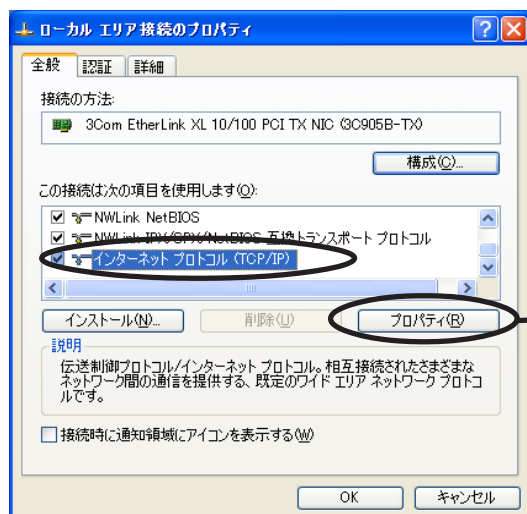 ローカル エリア接続のプロパティ
全般 認証 詳細
接続の方法:
3Com EtherLink XL 10/100 PCI TX NIC (3C905B-TX)
構成(C)...
この接続は次の項目を使用します(O):
NWLink NetBIOS
NWLink IPX/SPX/NetBIOS 互換トランスポート プロトコル
インターネット プロトコル (TCP/IP)
インストール(N)... 削除(U) プロパティ(R)
説明
伝送制御プロトコル/インターネット プロトコル。相互接続されたさまざまな
ネットワーク間の通信を提供する、既定のワイド エリア ネットワーク プロトコ
ルです。
接続時に通知領域にアイコンを表示する(W)
OK キャンセル